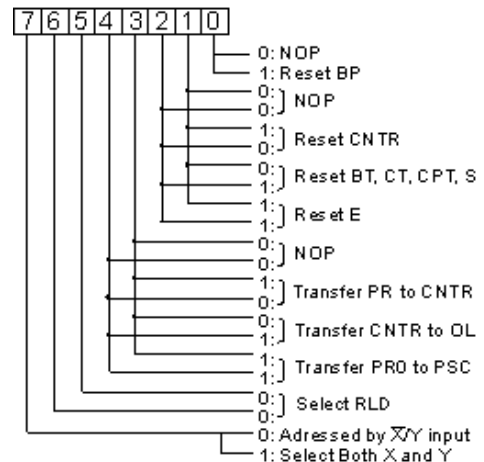 7 6 5 4 3 2 1 0
0: NOP
1: Reset BP
0:
0:
NOP
1:
0:
Reset CNTR
0:
1:
Reset BT, CT, CPT, S
1:
1:
Reset E
0:
0:
NOP
1:
0:
Transfer PR to CNTR
0:
1:
Transfer CNTR to OL
1:
1:
Transfer PR0 to PSC
0:
0:
Select RLD
0: Adressed by X̅/Y input
1: Select Both X and Y